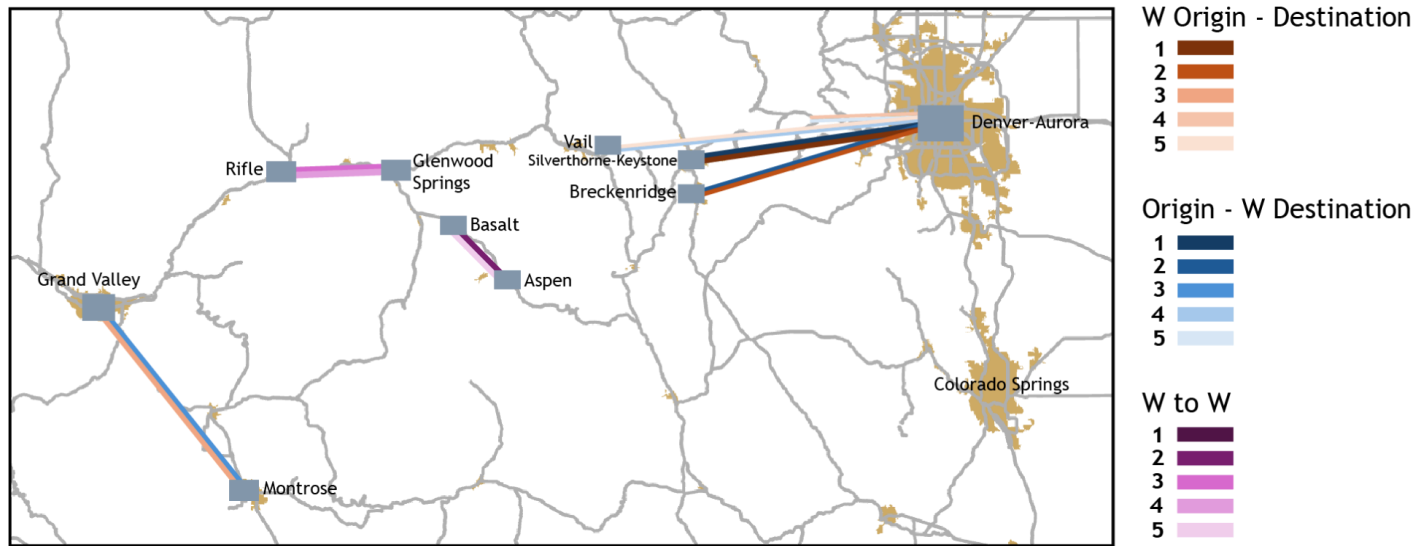 W Origin - Destination
1
2
3
4
5
Origin - W Destination
1
2
3
4
5
W to W
1
2
3
4
5
Denver-Aurora
Vail
Silverthorne-Keystone
Breckenridge
Rifle
Glenwood
Springs
Basalt
Aspen
Grand Valley
Montrose
Colorado Springs